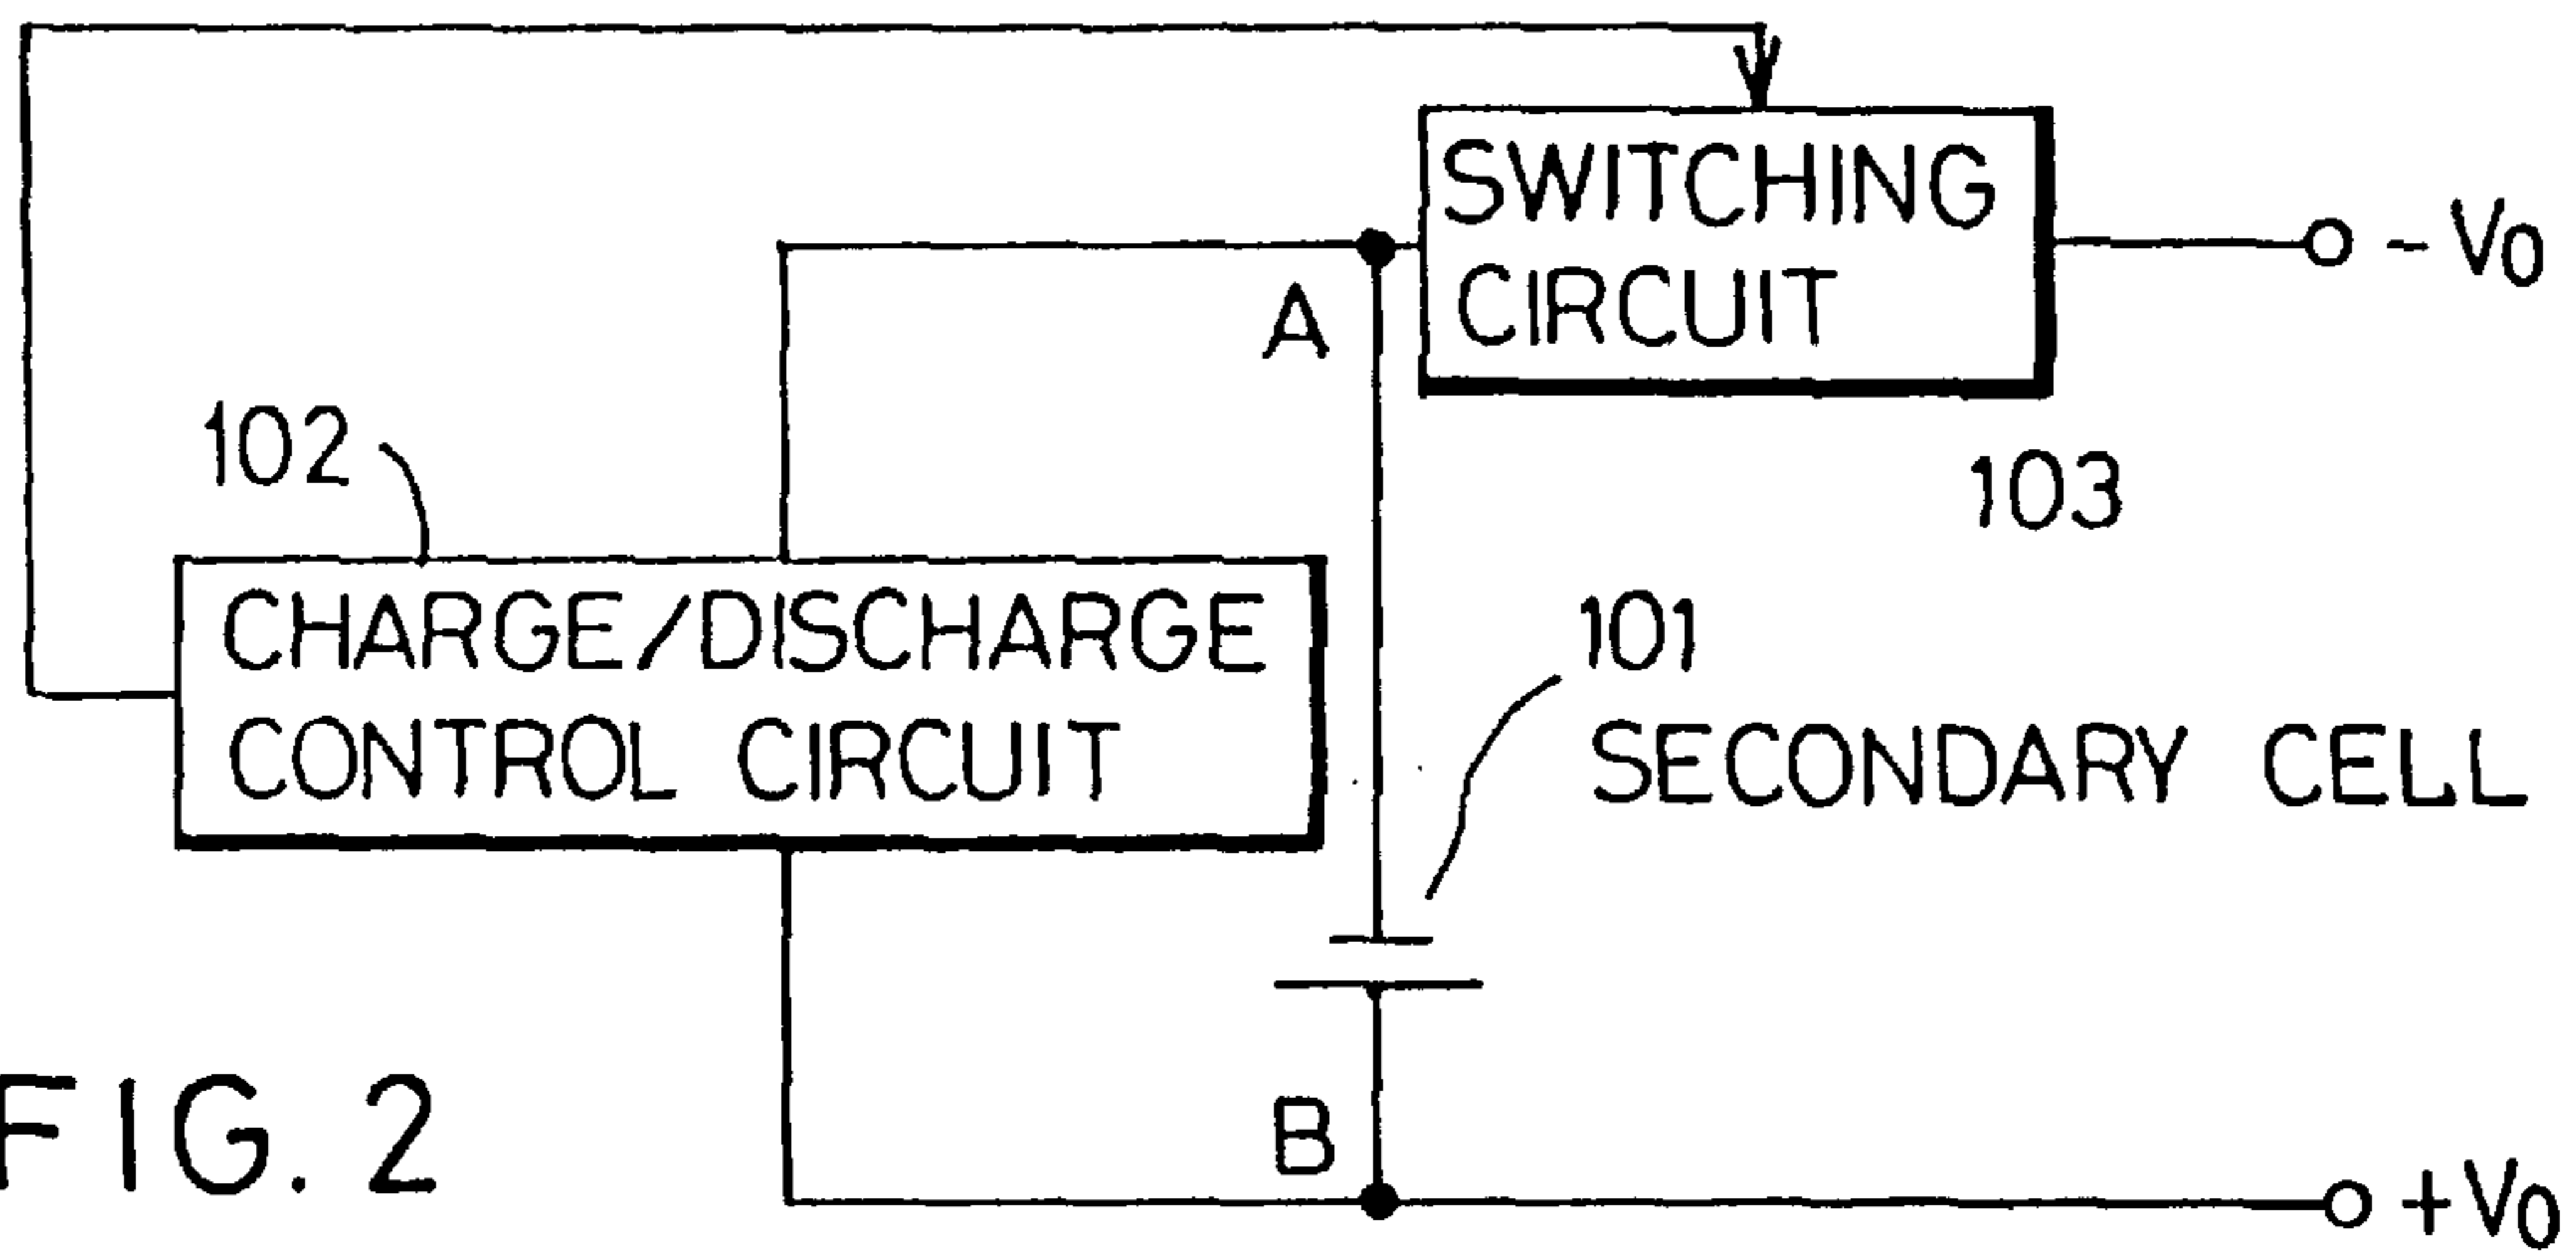 SWITCHING
CIRCUIT
- V0
A
102
103
CHARGE/DISCHARGE
CONTROL CIRCUIT
101
SECONDARY CELL
B
FIG. 2
+V0